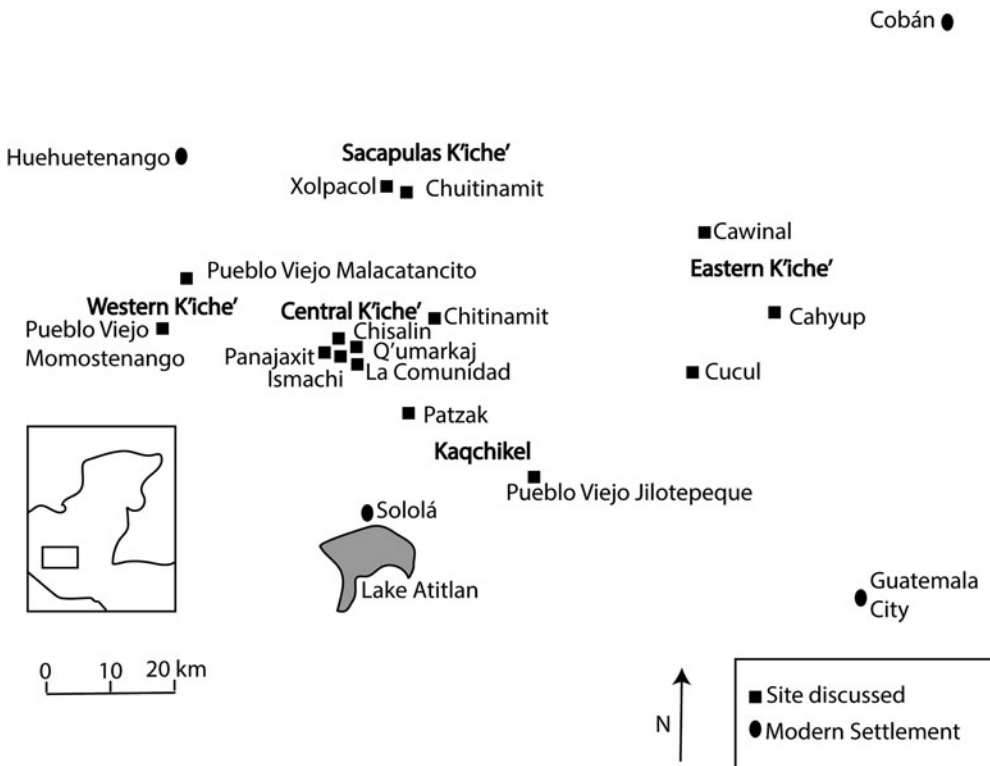 Cobán
Huehuetenango
Sacapulas K'iche'
Xolpacol
Chuitinamit
Cawinal
Eastern K'iche'
Pueblo Viejo Malacatancito
Western K'iche'
Central K'iche'
Chitinamit
Cahyup
Pueblo Viejo
Momostenango
Chisalin
Panajaxit
Q'umarkaj
Ismachi
La Comunidad
Cucul
Patzak
Kaqchikel
Pueblo Viejo Jilotepeque
Sololá
Lake Atitlan
Guatemala
City
0 10 20 km
N
Site discussed
Modern Settlement